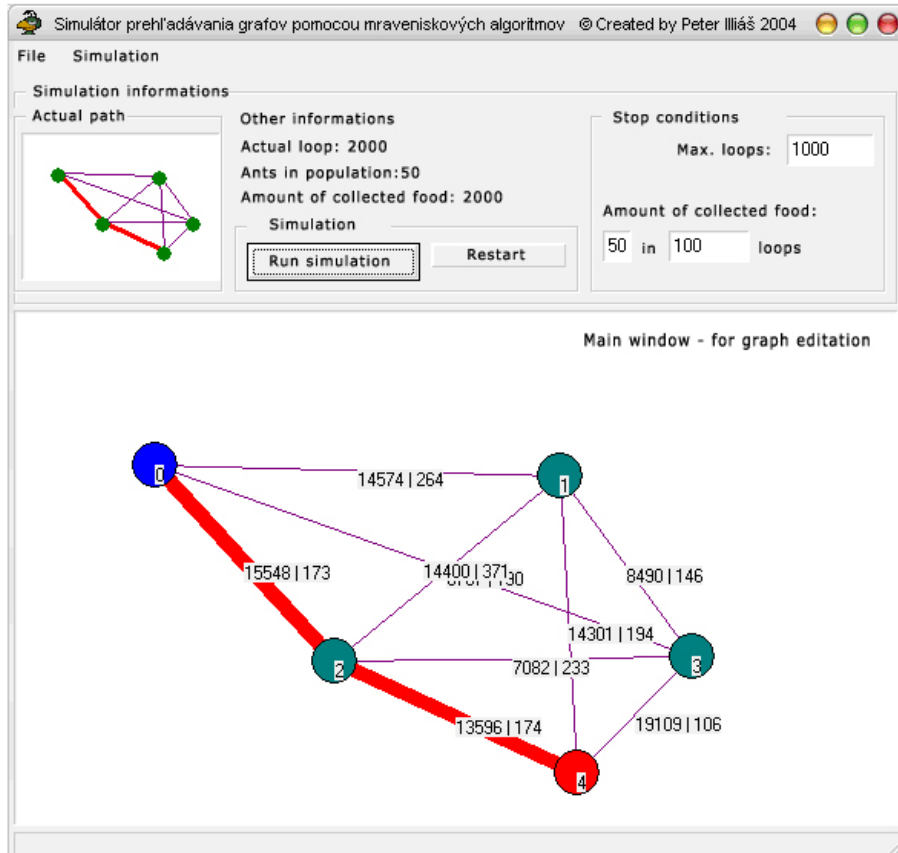 Simulátor prehľadávania grafov pomocou mraveniskových algoritmov © Created by Peter Illiáš 2004
File Simulation
Simulation informations
Actual path
Other informations
Actual loop: 2000
Ants in population:50
Amount of collected food: 2000
Simulation
Run simulation
Restart
Stop conditions
Max. loops: 1000
Amount of collected food:
50 in 100 loops
Main window - for graph editation
0
14574 | 264
1
15548 | 173
14400 | 371
8490 | 146
14301 | 194
2
7082 | 233
3
13596 | 174
19109 | 106
4